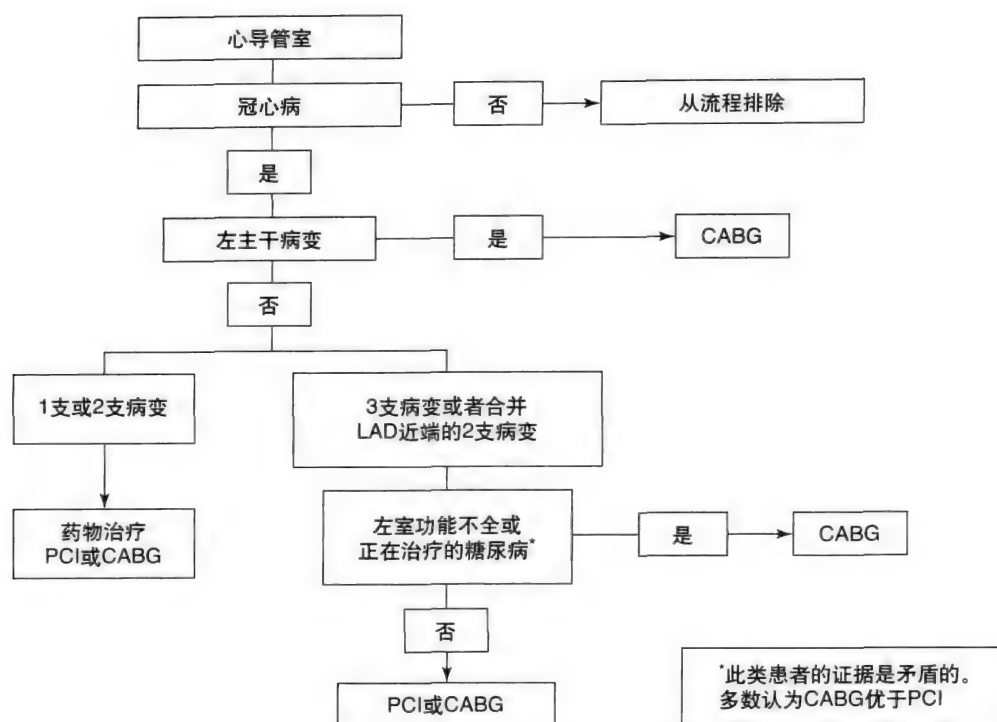 心导管室
冠心病
否
从流程排除
是
左主干病变
是
CABG
否
1支或2支病变
3支病变或者合并
LAD近端的2支病变
药物治疗
PCI或CABG
左室功能不全或
正在治疗的糖尿病*
是
CABG
否
PCI或CABG
*此类患者的证据是矛盾的。
多数认为CABG优于PCI